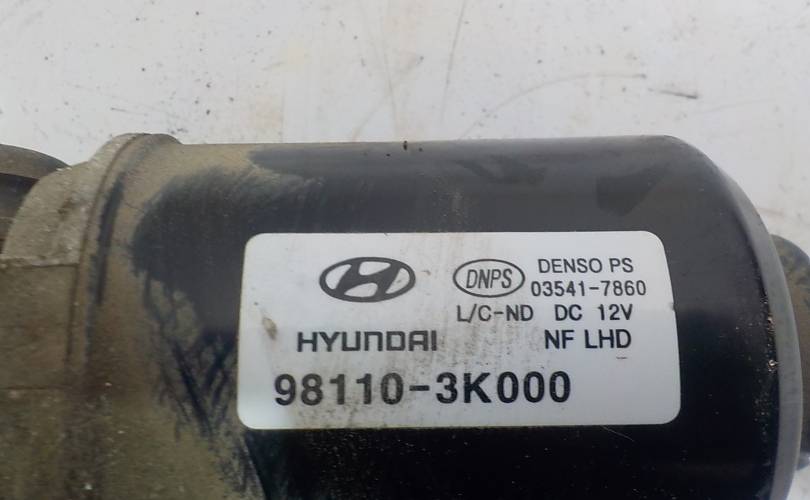 DNPS DENSO PS
03541-7860
L/C-ND DC 12V
HYUNDAI NF LHD
98110-3K000